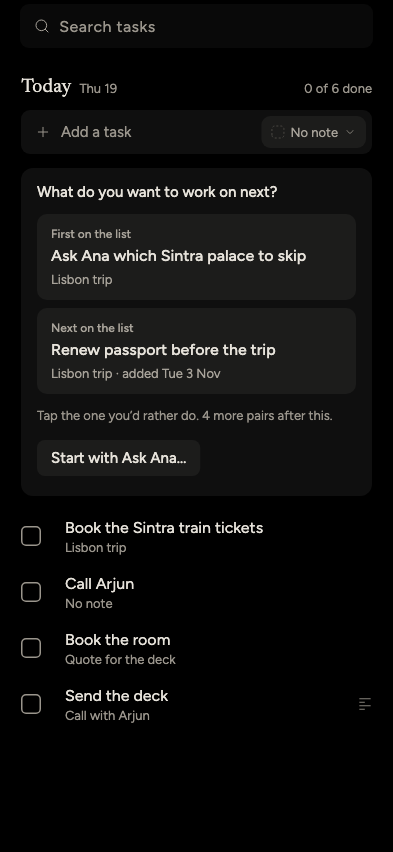 Search tasks
Today Thu 19 0 of 6 done
Add a task No note
What do you want to work on next?
First on the list
Ask Ana which Sintra palace to skip
Lisbon trip
Next on the list
Renew passport before the trip
Lisbon trip · added Tue 3 Nov
Tap the one you’d rather do. 4 more pairs after this.
Start with Ask Ana…
Book the Sintra train tickets
Lisbon trip
Call Arjun
No note
Book the room
Quote for the deck
Send the deck
Call with Arjun